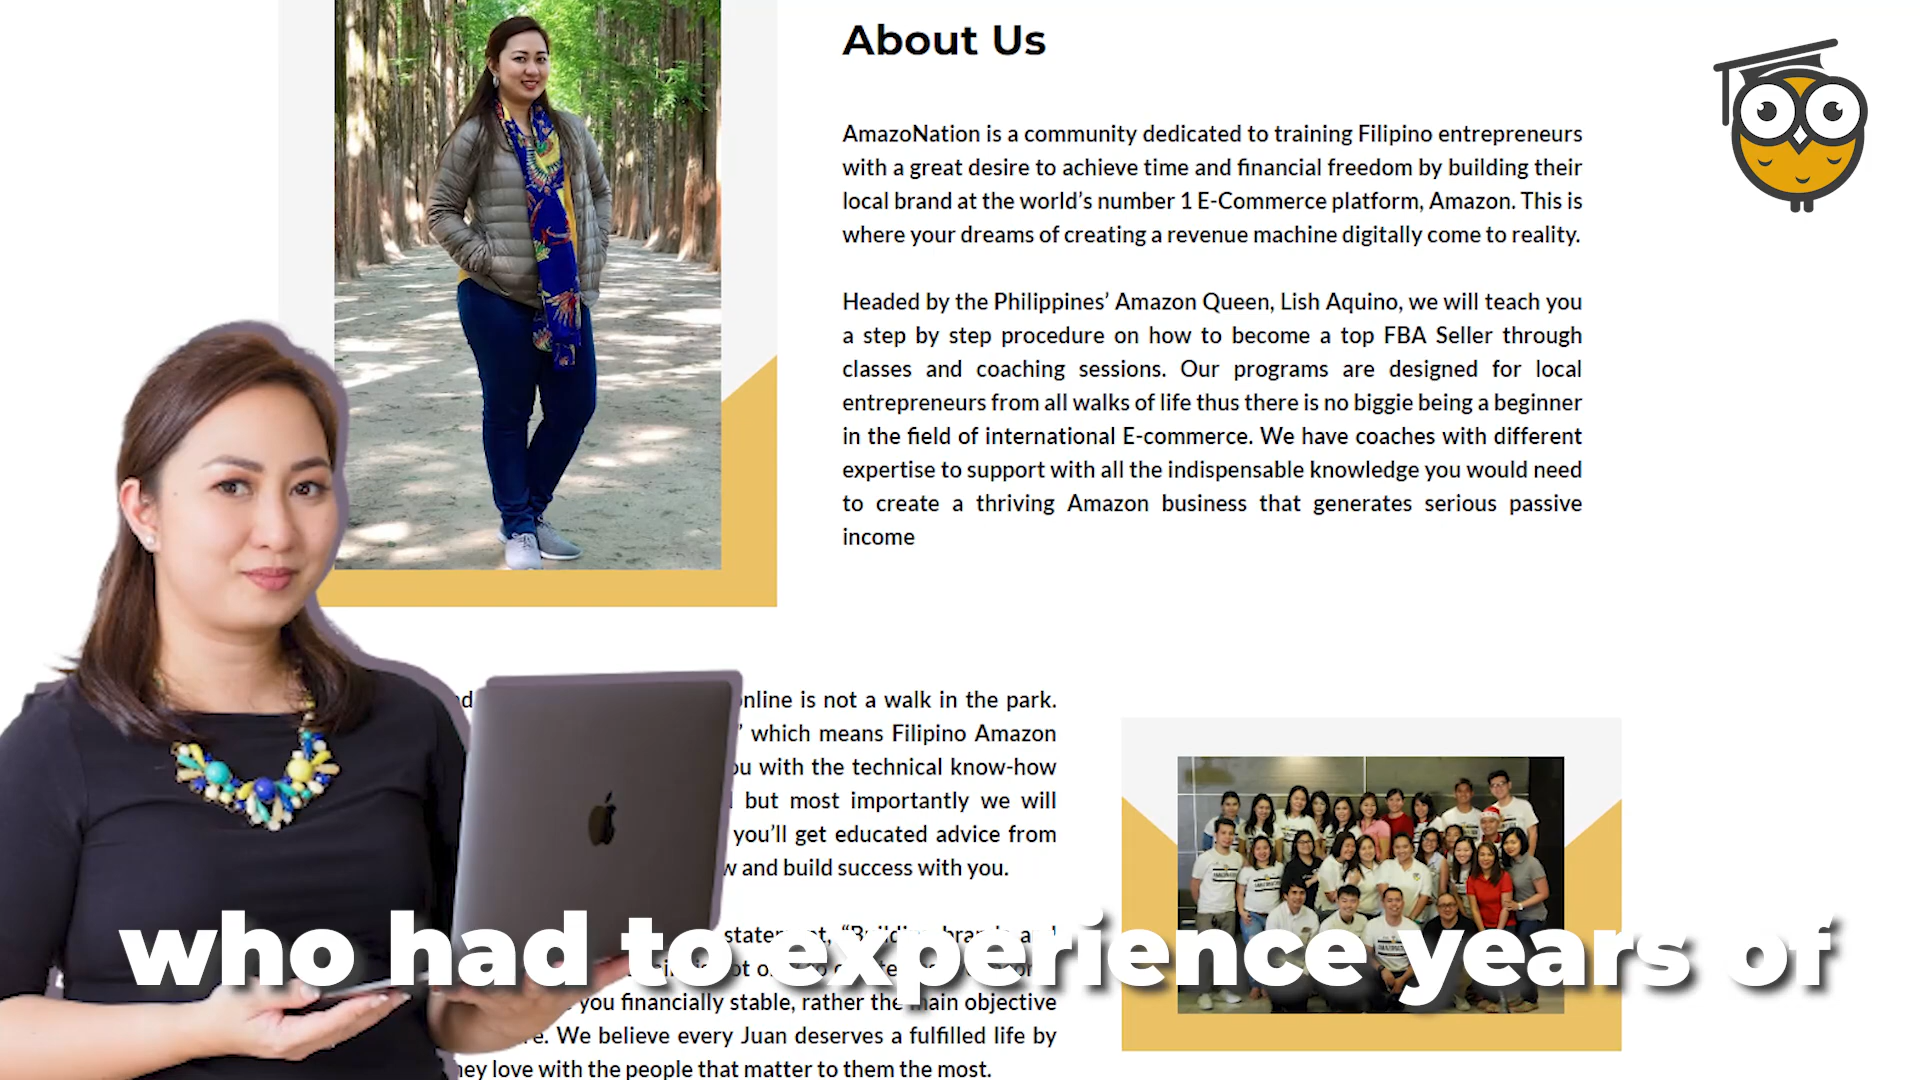 About Us
AmazoNation is a community dedicated to training Filipino entrepreneurs
with a great desire to achieve time and financial freedom by building their
local brand at the world’s number 1 E-Commerce platform, Amazon. This is
where your dreams of creating a revenue machine digitally come to reality.
Headed by the Philippines’ Amazon Queen, Lish Aquino, we will teach you
a step by step procedure on how to become a top FBA Seller through
classes and coaching sessions. Our programs are designed for local
entrepreneurs from all walks of life thus there is no biggie being a beginner
in the field of international E-commerce. We have coaches with different
expertise to support with all the indispensable knowledge you would need
to create a thriving Amazon business that generates serious passive
income
online is not a walk in the park.
which means Filipino Amazon
with the technical know-how
but most importantly we will
you’ll get educated advice from
and build success with you.
who had to experience years of
you financially stable, rather the main objective
We believe every Juan deserves a fulfilled life by
love with the people that matter to them the most.